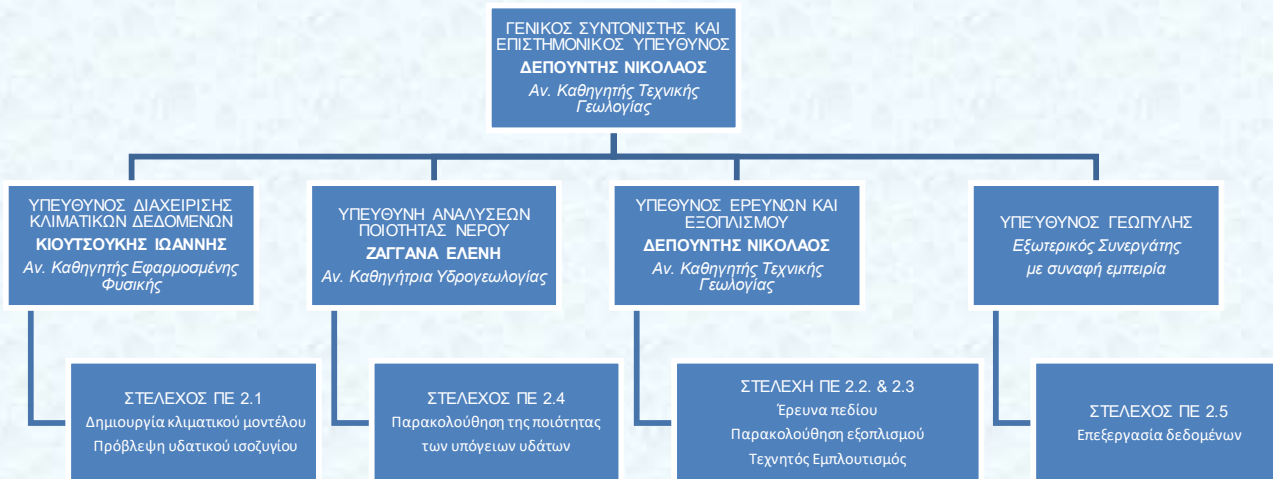 ΓΕΝΙΚΟΣ ΣΥΝΤΟΝΙΣΤΗΣ ΚΑΙ
ΕΠΙΣΤΗΜΟΝΙΚΟΣ ΥΠΕΥΘΥΝΟΣ
ΔΕΠΟΥΝΤΗΣ ΝΙΚΟΛΑΟΣ
Αν. Καθηγητής Τεχνικής
Γεωλογίας
ΥΠΕΥΘΥΝΟΣ ΔΙΑΧΕΙΡΙΣΗΣ
ΚΛΙΜΑΤΙΚΩΝ ΔΕΔΟΜΕΝΩΝ
ΚΙΟΥΤΣΟΥΚΗΣ ΙΩΑΝΝΗΣ
Αν. Καθηγητής Εφαρμοσμένης
Φυσικής
ΥΠΕΥΘΥΝΗ ΑΝΑΛΥΣΕΩΝ
ΠΟΙΟΤΗΤΑΣ ΝΕΡΟΥ
ΖΑΓΓΑΝΑ ΕΛΕΝΗ
Αν. Καθηγήτρια Υδρογεωλογίας
ΥΠΕΘΥΝΟΣ ΕΡΕΥΝΩΝ ΚΑΙ
ΕΞΟΠΛΙΣΜΟΥ
ΔΕΠΟΥΝΤΗΣ ΝΙΚΟΛΑΟΣ
Αν. Καθηγητής Τεχνικής
Γεωλογίας
ΥΠΕΎΘΥΝΟΣ ΓΕΩΠΥΛΗΣ
Εξωτερικός Συνεργάτης
με συναφή εμπειρία
ΣΤΕΛΕΧΟΣ ΠΕ 2.1
Δημιουργία κλιματικού μοντέλου
Πρόβλεψη υδατικού ισοζυγίου
ΣΤΕΛΕΧΟΣ ΠΕ 2.4
Παρακολούθηση της ποιότητας
των υπόγειων υδάτων
ΣΤΕΛΕΧΗ ΠΕ 2.2. & 2.3
Έρευνα πεδίου
Παρακολούθηση εξοπλισμού
Τεχνητός Εμπλουτισμός
ΣΤΕΛΕΧΟΣ ΠΕ 2.5
Επεξεργασία δεδομένων